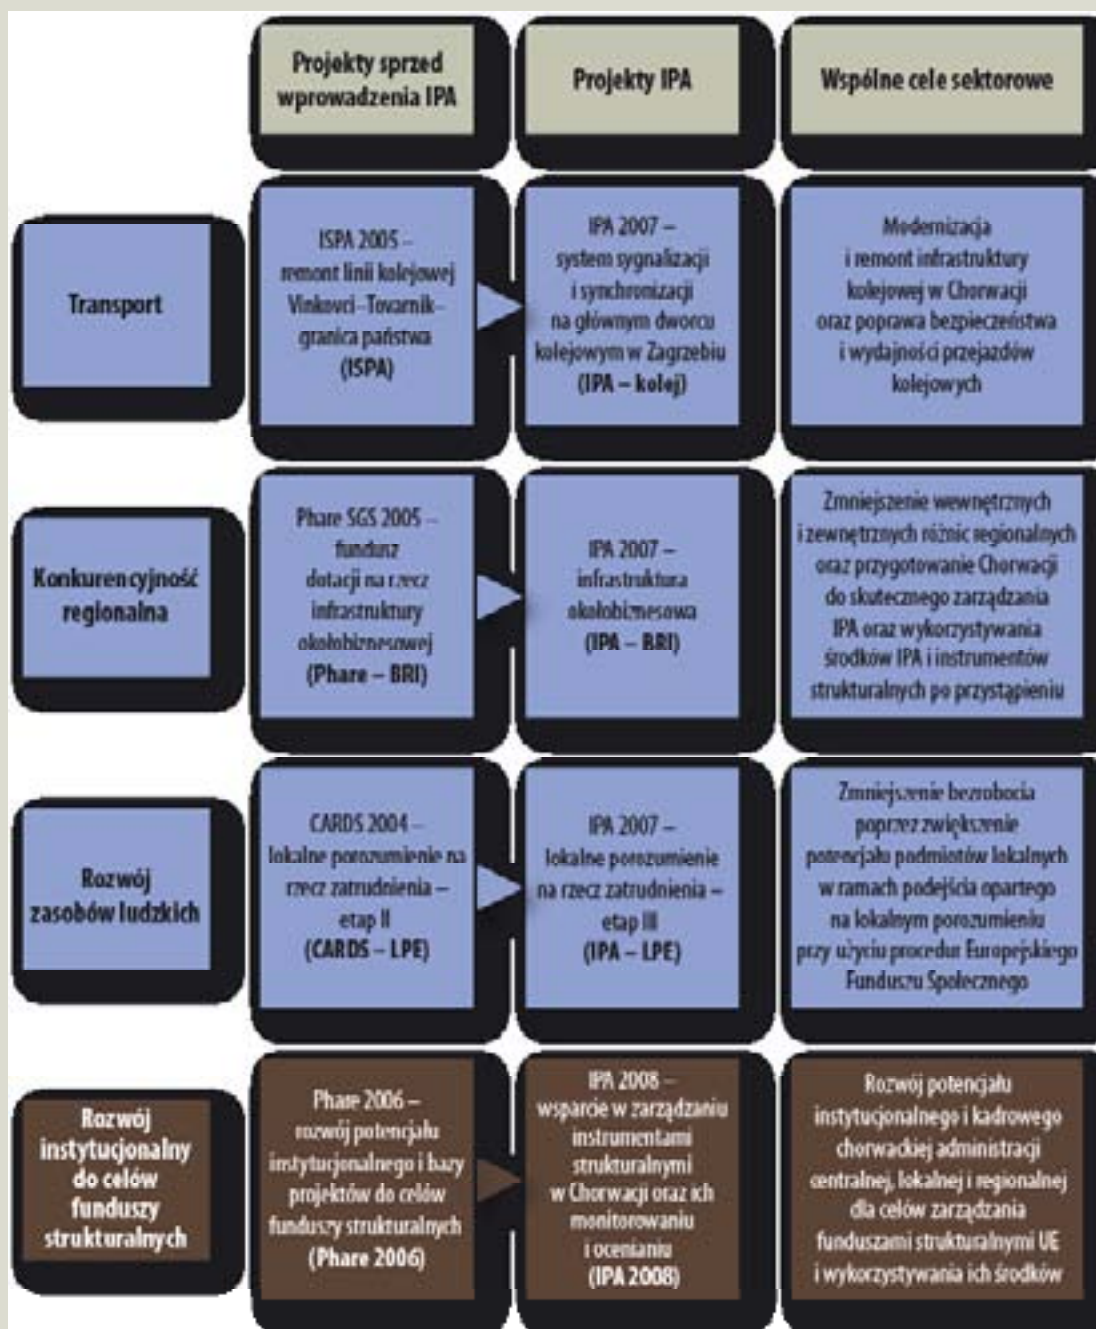 Projekty sprzed
wprowadzenia IPA
Projekty IPA
Wspólne cele sektorowe
Transport
ISPA 2005 –
remont linii kolejowej
Vinkovci–Tovarnik–
granica państwa
(ISPA)
IPA 2007 –
system sygnalizacji
i synchronizacji
na głównym dworcu
kolejowym w Zagrzebiu
(IPA – kolej)
Modernizacja
i remont infrastruktury
kolejowej w Chorwacji
oraz poprawa bezpieczeństwa
i wydajności przejazdów
kolejowych
Konkurencyjność
regionalna
Phare SGS 2005 –
fundusz
dotacji na rzecz
infrastruktury
okołobiznesowej
(Phare – BRI)
IPA 2007 –
infrastruktura
okołobiznesowa
(IPA – BRI)
Zmniejszenie wewnętrznych
i zewnętrznych różnic regionalnych
oraz przygotowanie Chorwacji
do skutecznego zarządzania
IPA oraz wykorzystywania
środków IPA i instrumentów
strukturalnych po przystąpieniu
Rozwój
zasobów ludzkich
CARDS 2004 –
lokalne porozumienie na
rzecz zatrudnienia –
etap II
(CARDS – LPE)
IPA 2007 –
lokalne porozumienie
na rzecz zatrudnienia –
etap III
(IPA – LPE)
Zmniejszenie bezrobocia
poprzez zwiększenie
potencjału podmiotów lokalnych
w ramach podejścia opartego
na lokalnym porozumieniu
przy użyciu procedur Europejskiego
Funduszu Społecznego
Rozwój
instytucjonalny
do celów
funduszy
strukturalnych
Phare 2006 –
rozwój potencjału
instytucjonalnego i bazy
projektów do celów
funduszy strukturalnych
(Phare 2006)
IPA 2008 –
wsparcie w zarządzaniu
instrumentami
strukturalnymi
w Chorwacji oraz ich
monitorowaniu
i ocenianiu
(IPA 2008)
Rozwój potencjału
instytucjonalnego i kadrowego
chorwackiej administracji
centralnej, lokalnej i regionalnej
dla celów zarządzania
funduszami strukturalnymi UE
i wykorzystywania ich środków